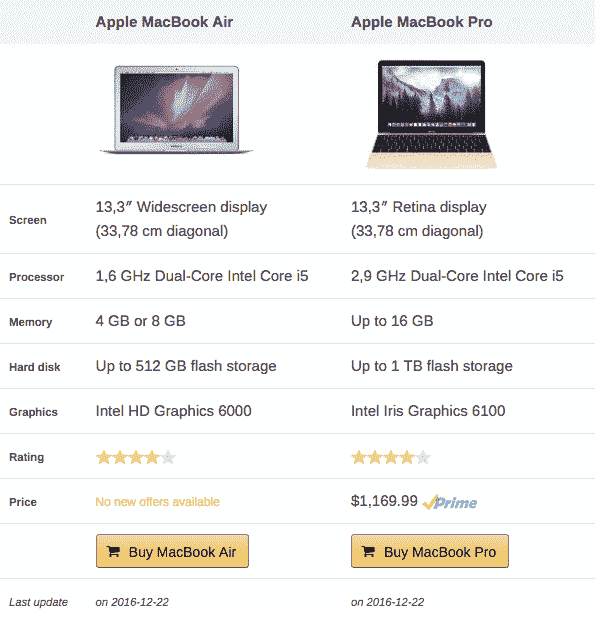 Apple MacBook Air Apple MacBook Pro
Screen 13,3″ Widescreen display 13,3″ Retina display
(33,78 cm diagonal) (33,78 cm diagonal)
Processor 1,6 GHz Dual-Core Intel Core i5 2,9 GHz Dual-Core Intel Core i5
Memory 4 GB or 8 GB Up to 16 GB
Hard disk Up to 512 GB flash storage Up to 1 TB flash storage
Graphics Intel HD Graphics 6000 Intel Iris Graphics 6100
Rating
Price No new offers available $1,169.99 Prime
Buy MacBook Air Buy MacBook Pro
Last update on 2016-12-22 on 2016-12-22